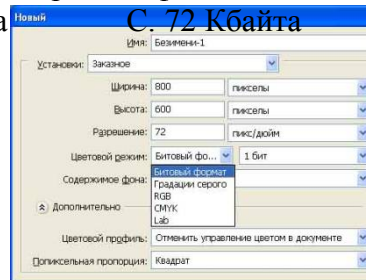 а
С. 72 Кбайта
Новый
Имя: Безимени-1
Установки: Заказное
Ширина: 800 пикселы
Высота: 600 пикселы
Разрешение: 72 пикс/дюйм
Цветовой режим: Битовый фо... 1 бит
Содержимое фона: Битовый формат
Градации серого
RGB
CMYK
Lab
Дополнительно
Цветовой профиль: Отменить управление цветом в документе
Попиксельная пропорция: Квадрат